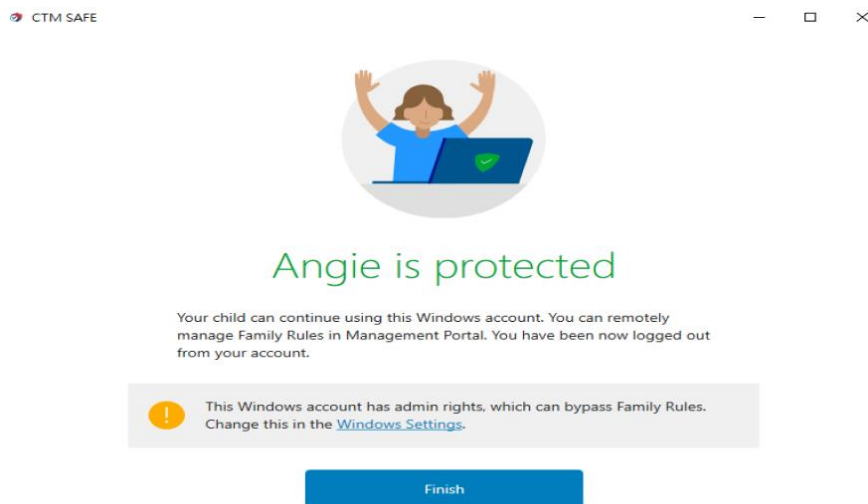 CTM SAFE
Angie is protected
Your child can continue using this Windows account. You can remotely
manage Family Rules in Management Portal. You have been now logged out
from your account.
This Windows account has admin rights, which can bypass Family Rules.
Change this in the Windows Settings.
Finish